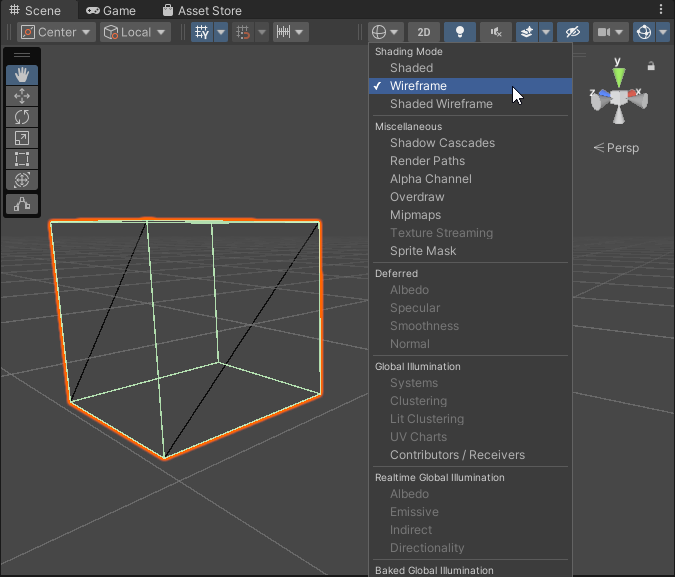 Scene
Game
Asset Store
Center
Local
2D
Shading Mode
Shaded
Wireframe
Shaded Wireframe
Miscellaneous
Shadow Cascades
Render Paths
Alpha Channel
Overdraw
Mipmaps
Texture Streaming
Sprite Mask
Deferred
Albedo
Specular
Smoothness
Normal
Global Illumination
Systems
Clustering
Lit Clustering
UV Charts
Contributors / Receivers
Realtime Global Illumination
Albedo
Emissive
Indirect
Directionality
Baked Global Illumination
y
z
x
Persp